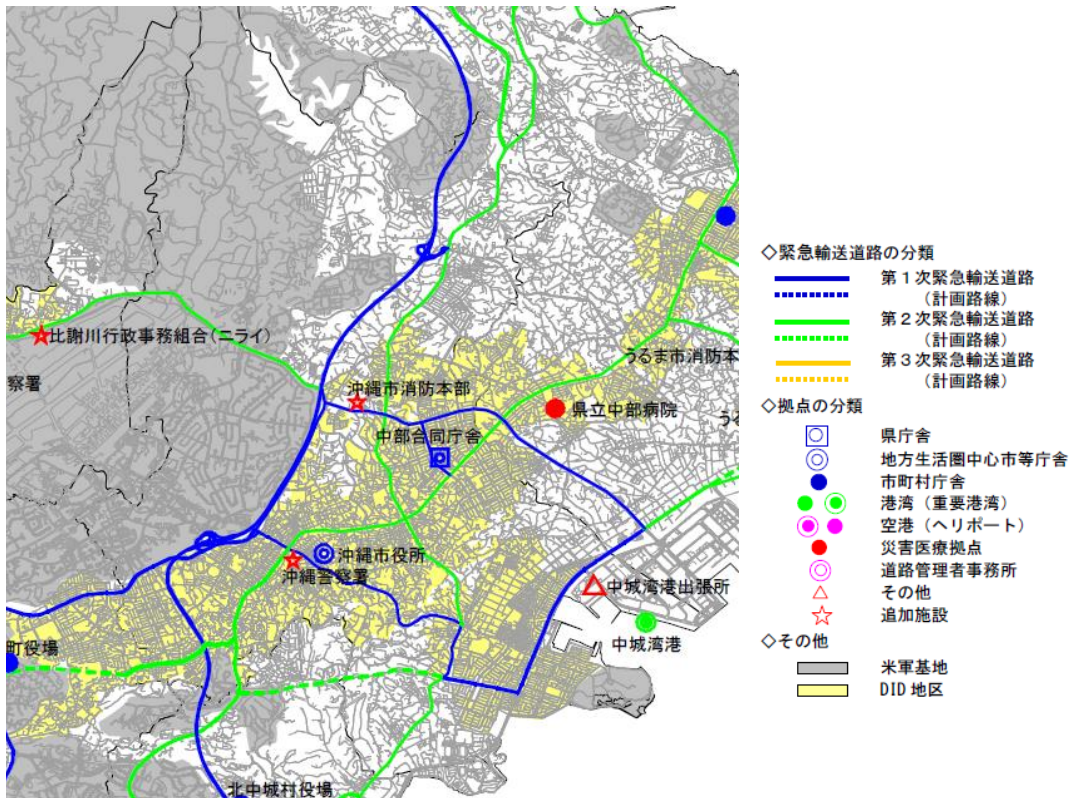 比謝川行政事務組合(ニライ)
察署
うるま市消防本
沖縄市消防本部
県立中部病院
うる
中部合同庁舎
沖縄市役所
沖縄警察署
中城湾港出張所
中城湾港
町役場
北中城村役場
◇緊急輸送道路の分類
第1次緊急輸送道路
(計画路線)
第2次緊急輸送道路
(計画路線)
第3次緊急輸送道路
(計画路線)
◇拠点の分類
県庁舎
地方生活圏中心市等庁舎
市町村庁舎
港湾(重要港湾)
空港(ヘリポート)
災害医療拠点
道路管理者事務所
その他
追加施設
◇その他
米軍基地
DID地区